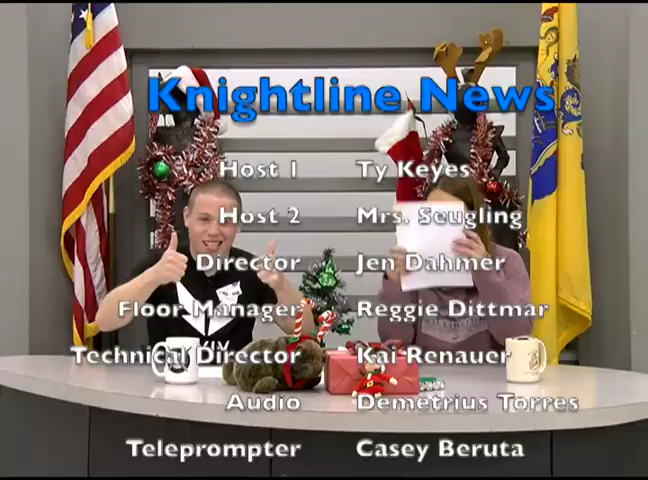 Knightline News
Host 1 Ty Keyes
Host 2 Mrs. Seugling
Director Jen Dahmer
Floor Manager Reggie Dittmar
Technical Director Kai Renauer
Audio Demetrius Torres
Teleprompter Casey Beruta